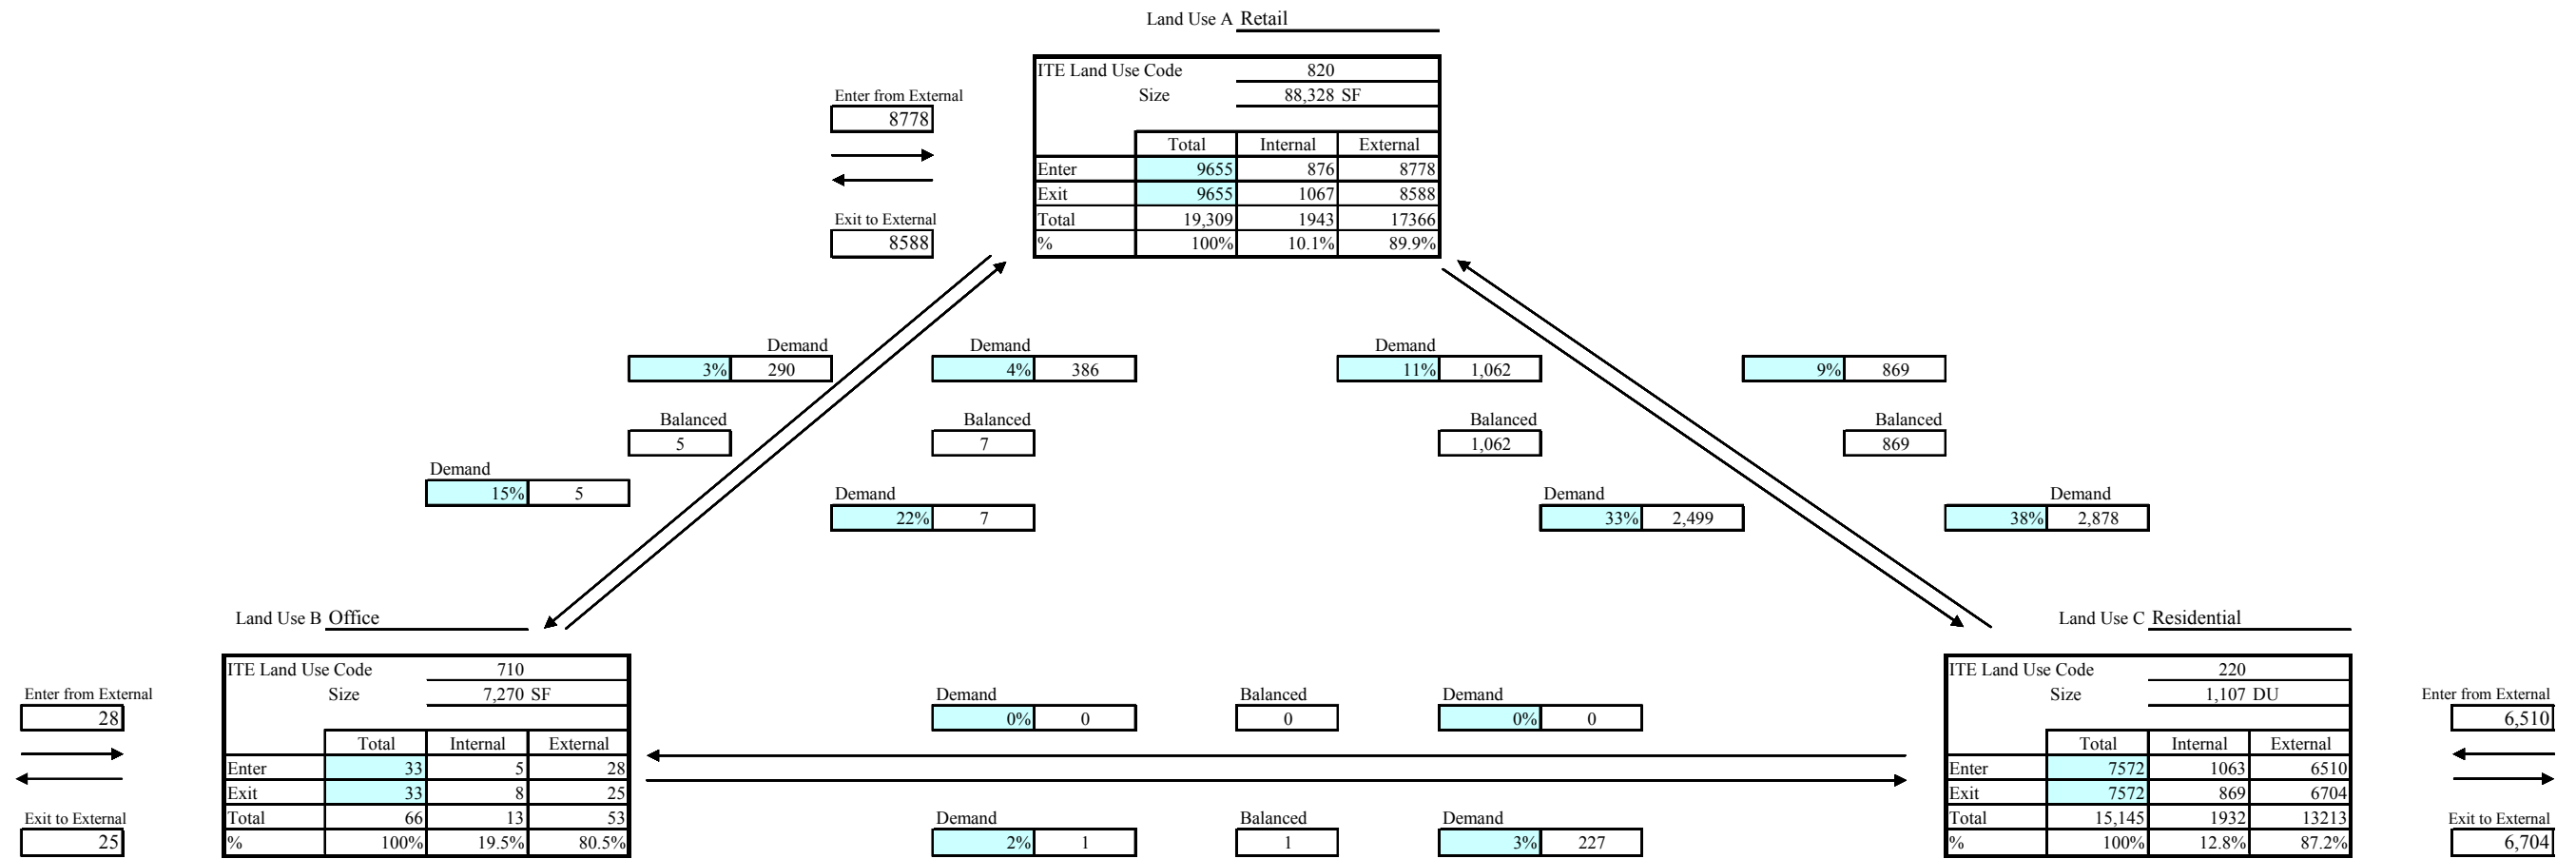 Land Use A Retail
ITE Land Use Code 820
Enter from External Size 88,328 SF
8778
Total Internal External
Enter 9655 876 8778
Exit 9655 1067 8588
Exit to External Total 19,309 1943 17366
8588 % 100% 10.1% 89.9%
Demand Demand Demand
3% 290 4% 386 11% 1,062 9% 869
Balanced Balanced Balanced Balanced
5 7 1,062 869
Demand
15% 5
Demand Demand Demand
22% 7 33% 2,499 38% 2,878
Land Use B Office Land Use C Residential
ITE Land Use Code 710 ITE Land Use Code 220
Enter from External Size 7,270 SF Demand Balanced Demand Size 1,107 DU Enter from External
28 0% 0 0 0% 0 6,510
Total Internal External Total Internal External
Enter 33 5 28 Enter 7572 1063 6510
Exit 33 8 25 Exit 7572 869 6704
Exit to External Total 66 13 53 Demand Balanced Demand Total 15,145 1932 13213 Exit to External
25 % 100% 19.5% 80.5% 2% 1 1 3% 227 % 100% 12.8% 87.2% 6,704